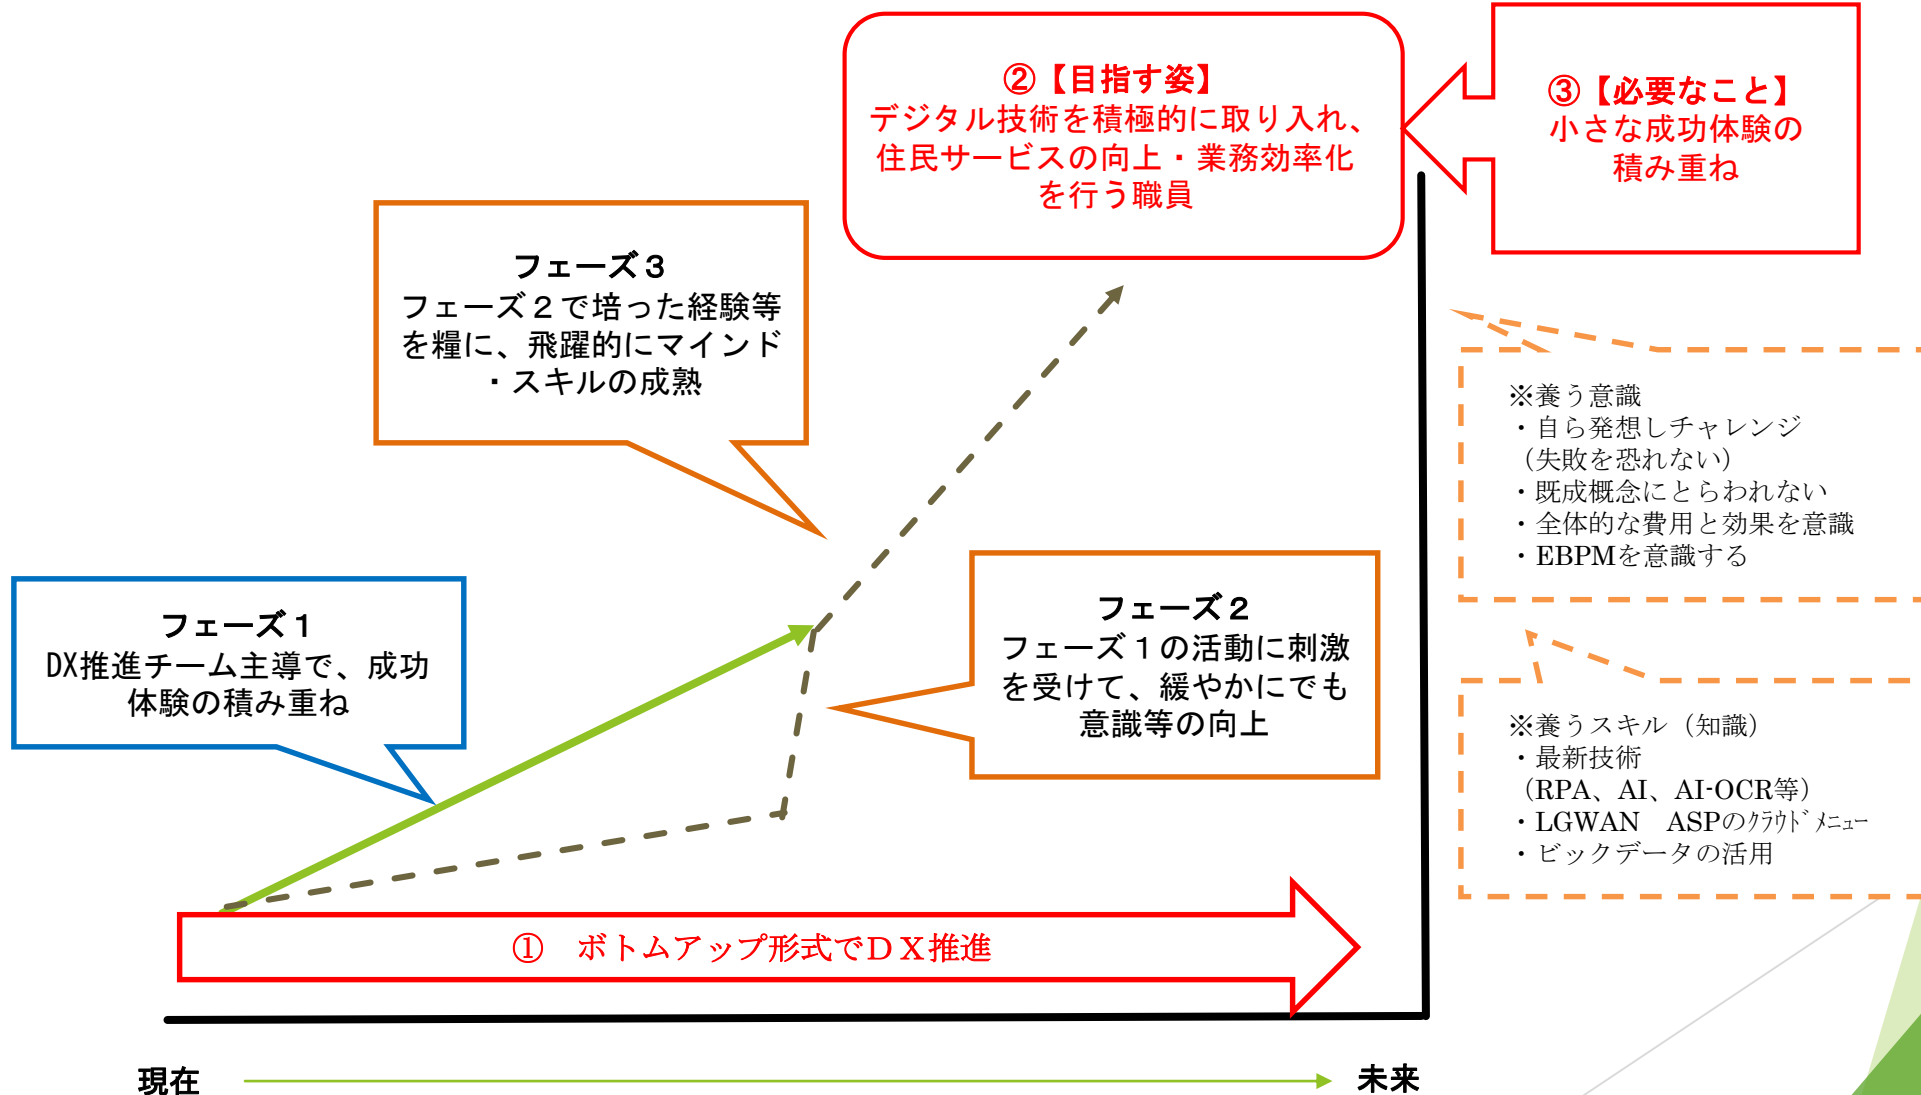 ②【目指す姿】
デジタル技術を積極的に取り入れ、
住民サービスの向上・業務効率化
を行う職員
③【必要なこと】
小さな成功体験の
積み重ね
フェーズ３
フェーズ２で培った経験等
を糧に、飛躍的にマインド
・スキルの成熟
※養う意識
・自ら発想しチャレンジ
（失敗を恐れない）
・既成概念にとらわれない
・全体的な費用と効果を意識
・EBPMを意識する
フェーズ１
DX推進チーム主導で、成功
体験の積み重ね
フェーズ２
フェーズ１の活動に刺激
を受けて、緩やかにでも
意識等の向上
※養うスキル（知識）
・最新技術
（RPA、AI、AI-OCR等）
・LGWAN　ASPのｸﾗｳﾄﾞﾒﾆｭｰ
・ビックデータの活用
①　ボトムアップ形式でＤＸ推進
現在
未来